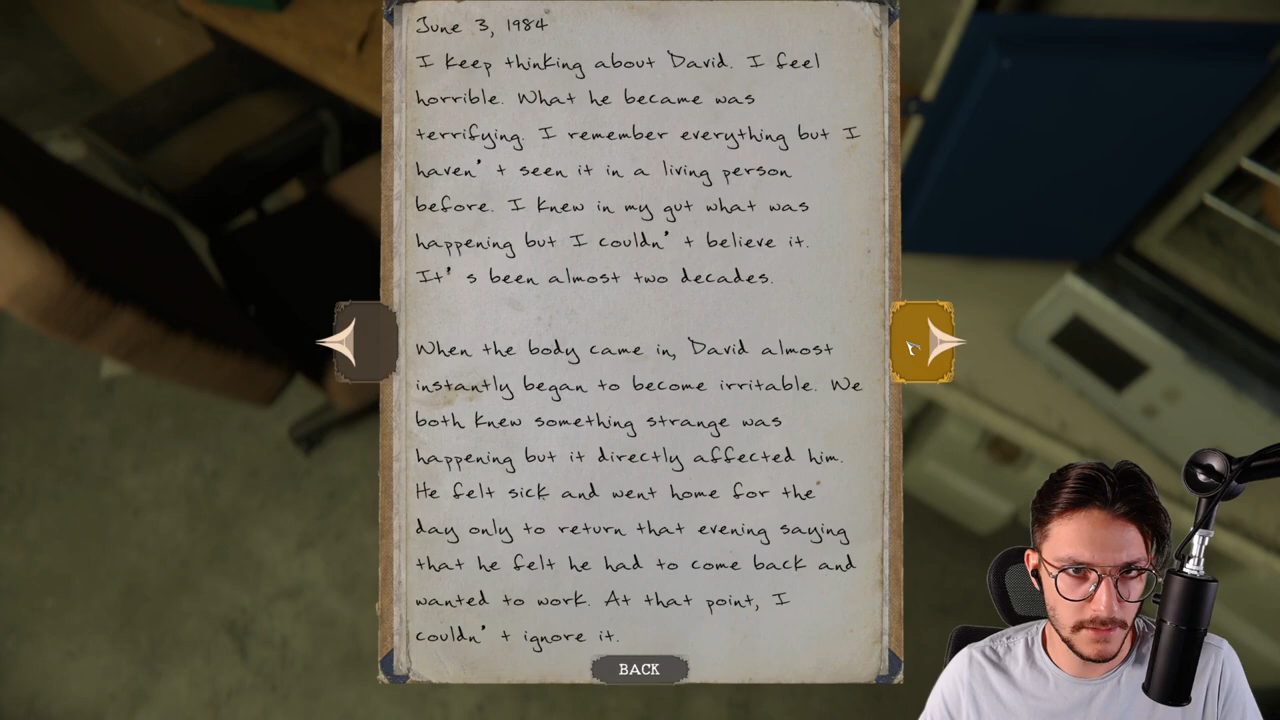 June 3, 1984
I keep thinking about David. I feel
horrible. What he became was
terrifying. I remember everything but I
haven' t seen it in a living person
before. I knew in my gut what was
happening but I couldn' t believe it.
It' s been almost two decades.
When the body came in, David almost
instantly began to become irritable. We
both knew something strange was
happening but it directly affected him.
He felt sick and went home for the
day only to return that evening saying
that he felt he had to come back and
wanted to work. At that point, I
couldn' t ignore it.
BACK